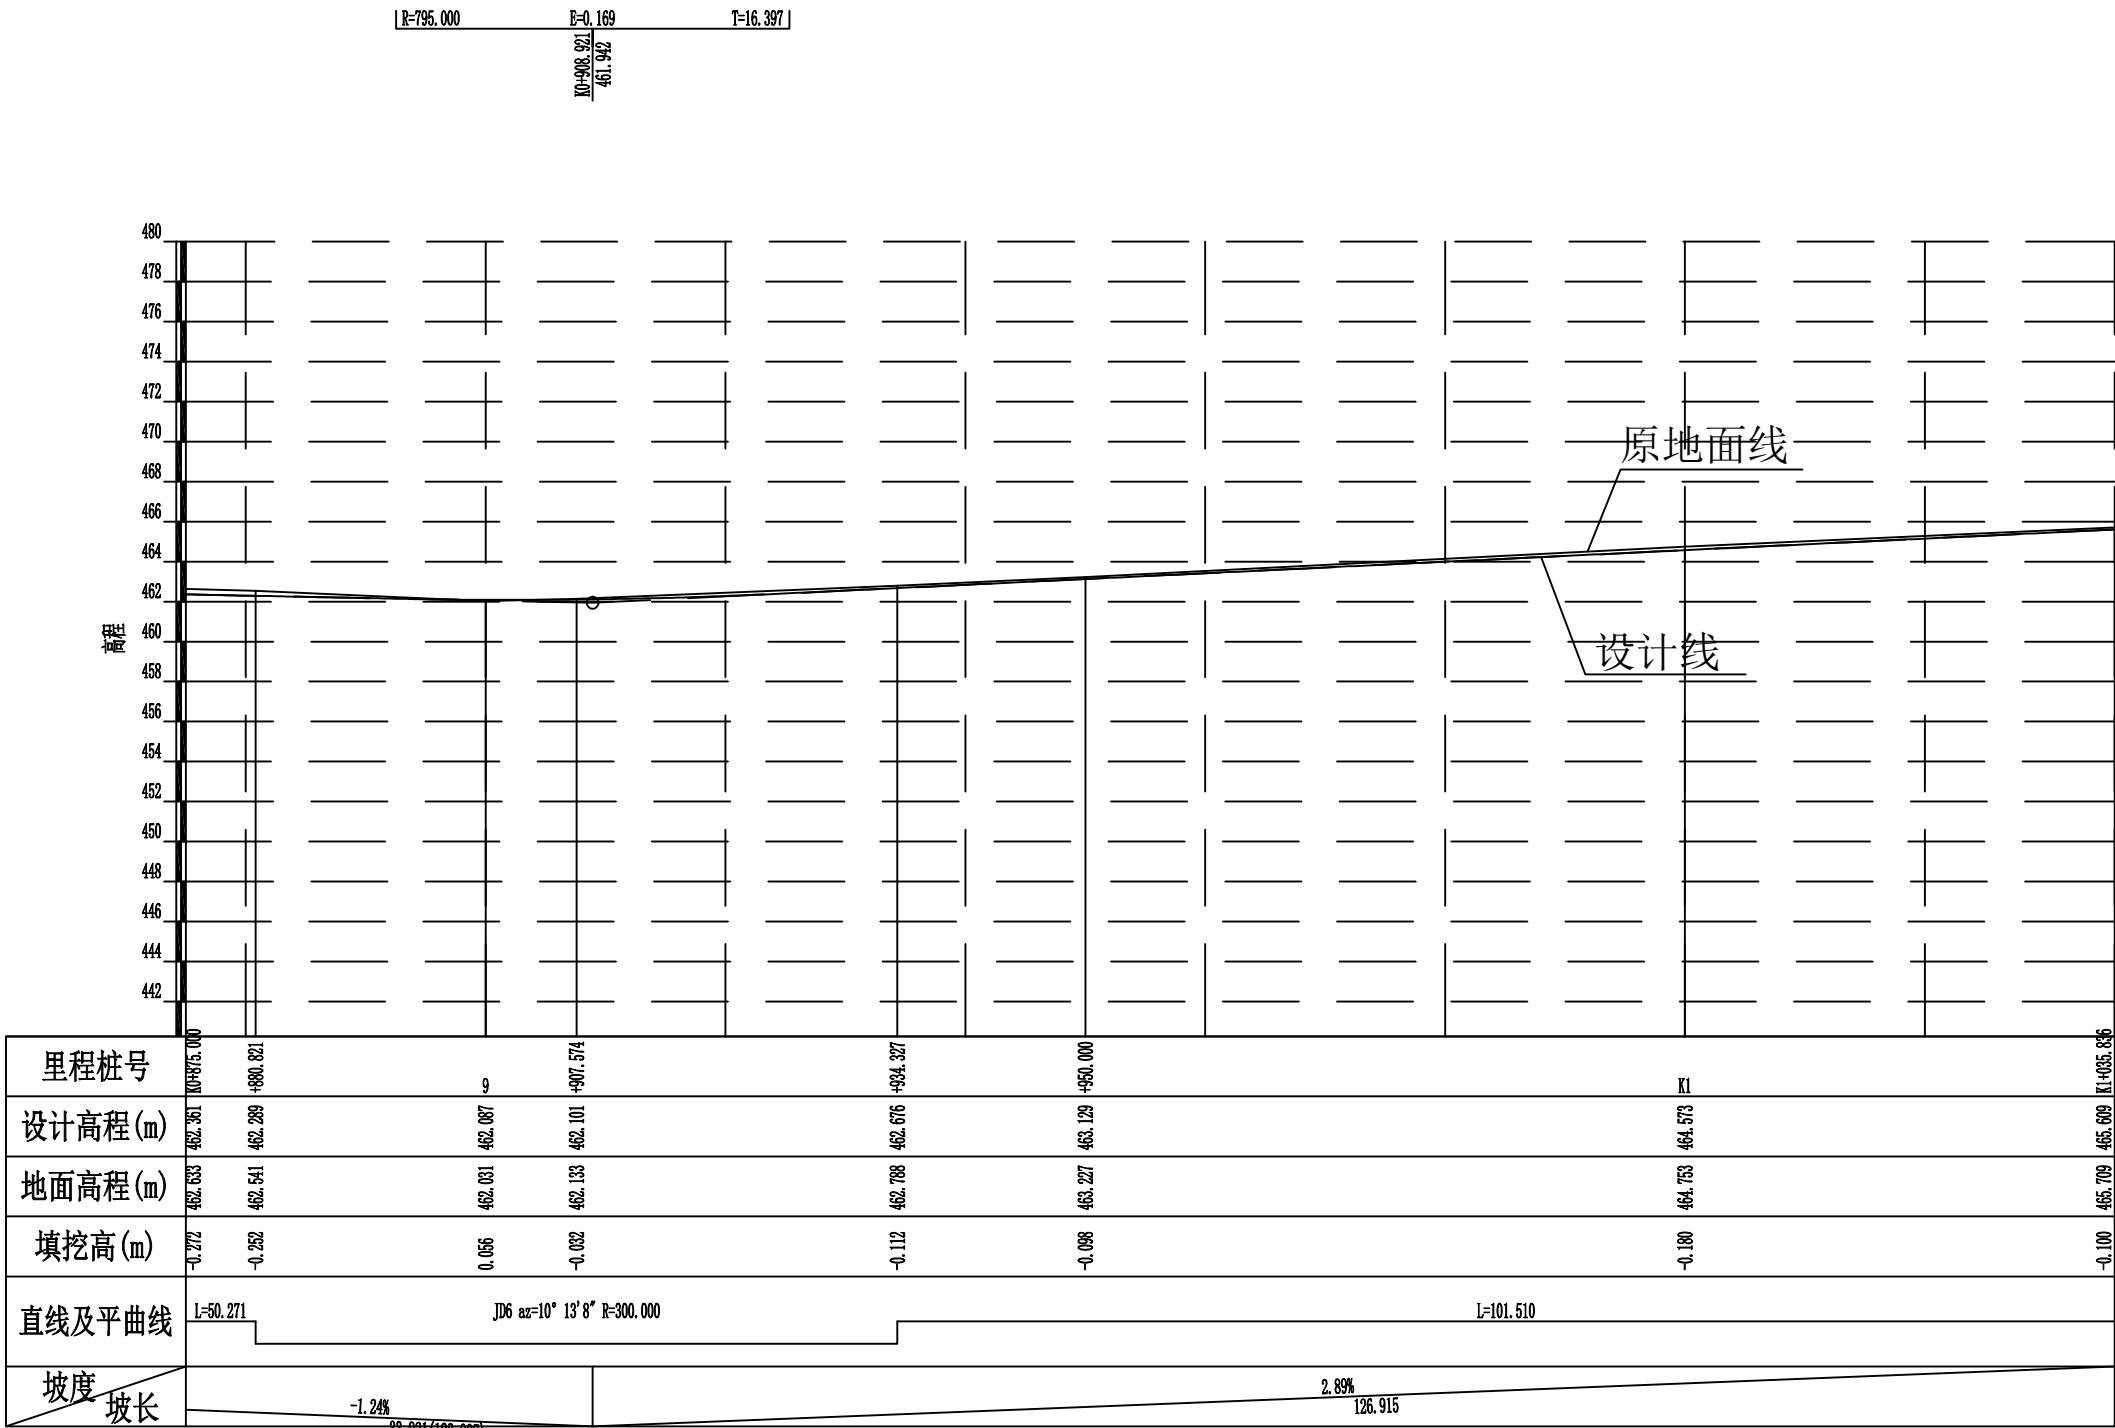 R=795.000 E=0.169 T=16.397
K0+908.921
461.942
480
478
476
474
472
470
468
466
464
462
460
458
456
454
452
450
448
446
444
442
高程
原地面线
设计线
里程桩号 K0+875.000 +880.821 9 +907.574 +934.327 +950.000 K1 K1+035.836
设计高程(m) 462.361 462.289 462.087 462.101 462.676 463.129 464.573 465.609
地面高程(m) 462.633 462.541 462.031 462.133 462.788 463.227 464.753 465.709
填挖高(m) -0.272 -0.252 0.056 -0.032 -0.112 -0.098 -0.180 -0.100
直线及平曲线 L=50.271 JD6 az=10° 13'8" R=300.000 L=101.510
坡度 -1.24% 2.89%
坡长 126.915